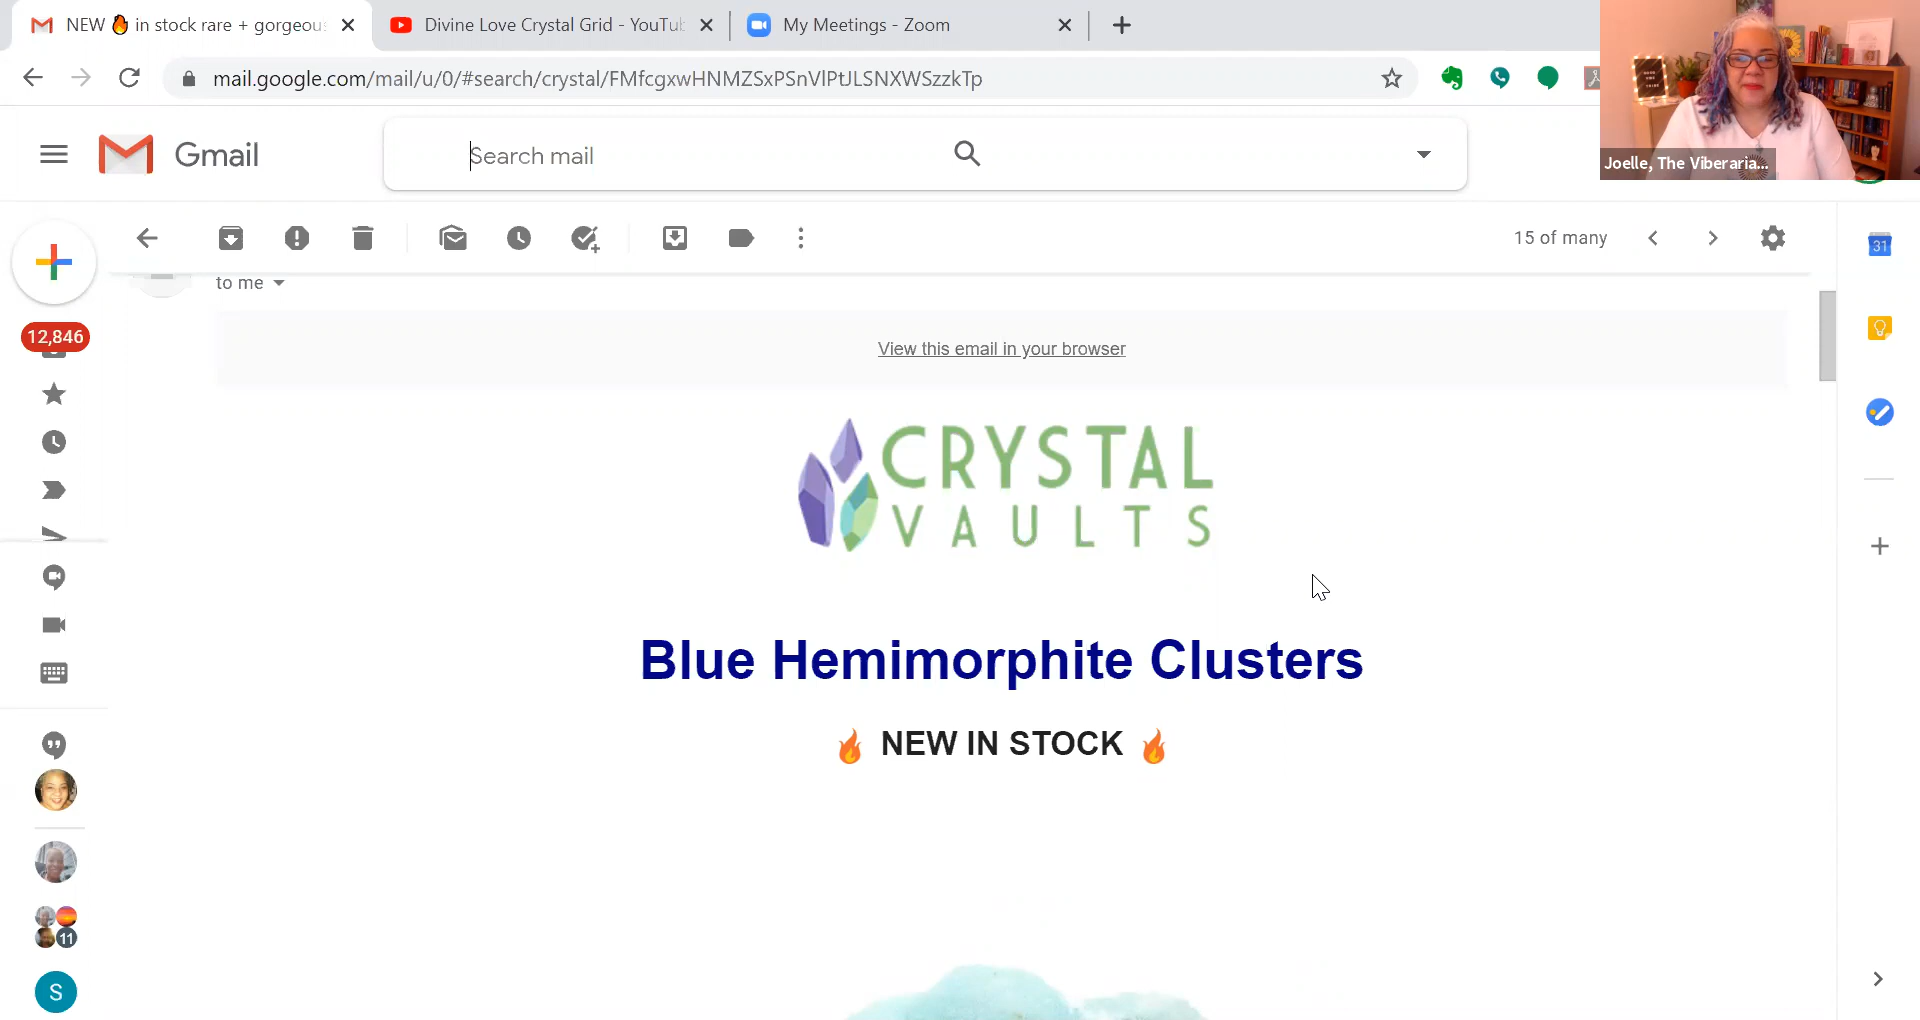 NEW 🔥 in stock rare + gorgeous
Divine Love Crystal Grid - YouTub
My Meetings - Zoom
mail.google.com/mail/u/0/#search/crystal/FMfcgxwHNMZSxPSnVlPtJLSNXWSzzkTp
Joelle, The Viberaria...
Gmail
Search mail
15 of many
31
to me
12,846
View this email in your browser
CRYSTAL
VAULTS
Blue Hemimorphite Clusters
🔥 NEW IN STOCK 🔥
11
S